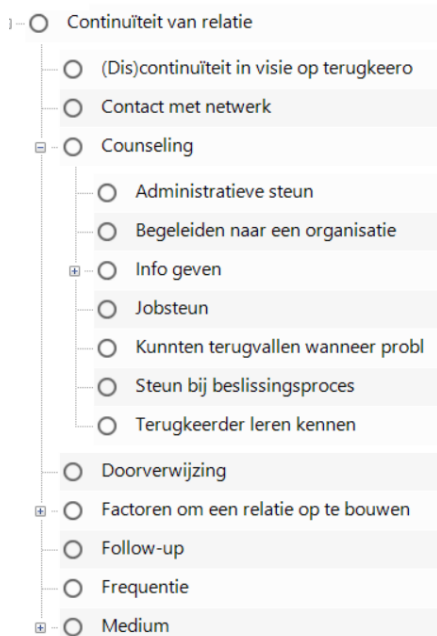 Continuïteit van relatie
(Dis)continuïteit in visie op terugkeero
Contact met netwerk
Counseling
Administratieve steun
Begeleiden naar een organisatie
Info geven
Jobsteun
Kunnten terugvallen wanneer probl
Steun bij beslissingsproces
Terugkeerder leren kennen
Doorverwijzing
Factoren om een relatie op te bouwen
Follow-up
Frequentie
Medium